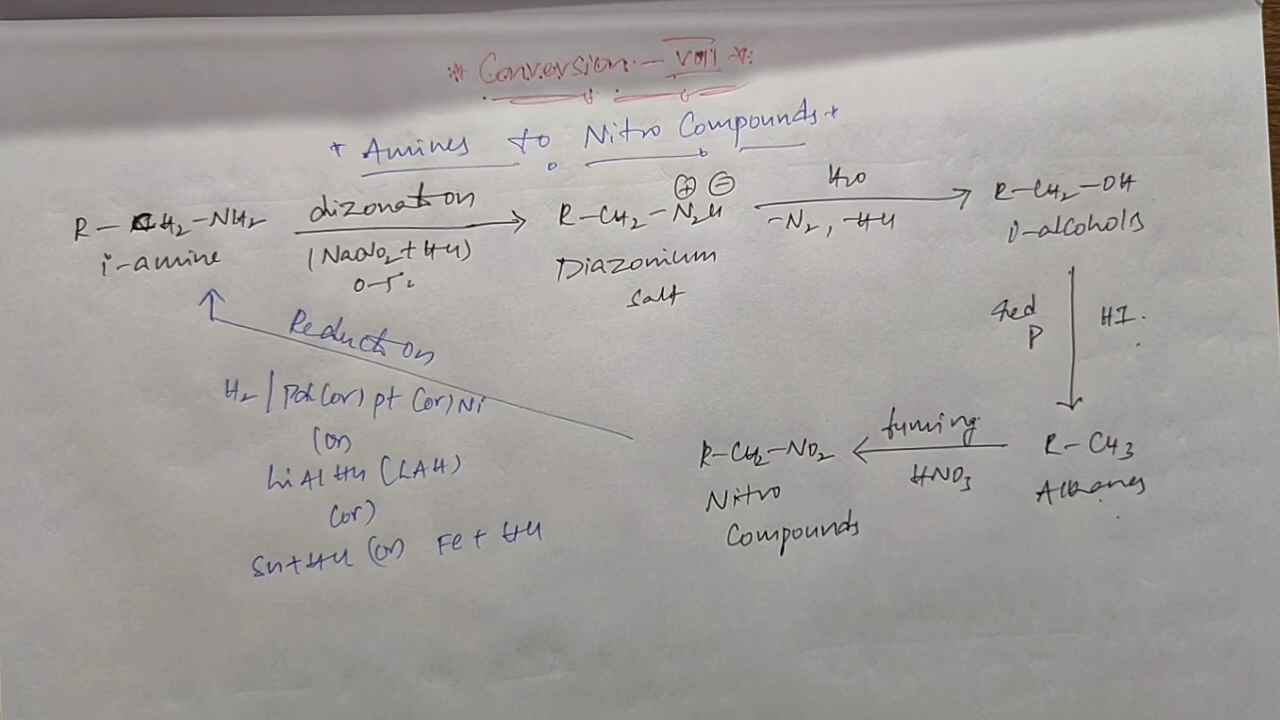 * Conversion - VIII *
* Amines to Nitro Compounds *
R-CH2-NH2
1°-amine
dizonation
(NaNO2 + HCl)
0-5°c
⊕ ⊖
R-CH2-N2Cl
Diazonium
salt
H2O
-N2, -HCl
R-CH2-OH
1°-alcohols
red
P
HI.
R-CH3
Alkanes
fuming
HNO3
R-CH2-NO2
Nitro
Compounds
Reduction
H2 | Pd (or) pt (or) Ni
(or)
LiAlH4 (LAH)
(or)
Sn+HCl (or) Fe + HCl